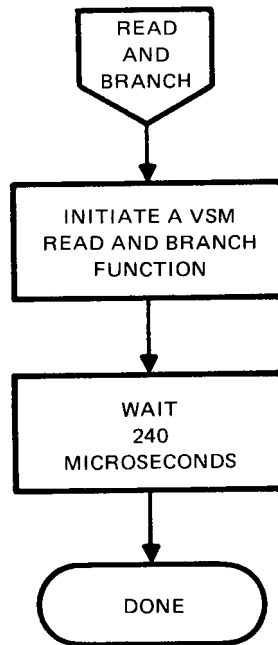 READ
AND
BRANCH
INITIATE A VSM
READ AND BRANCH
FUNCTION
WAIT
240
MICROSECONDS
DONE